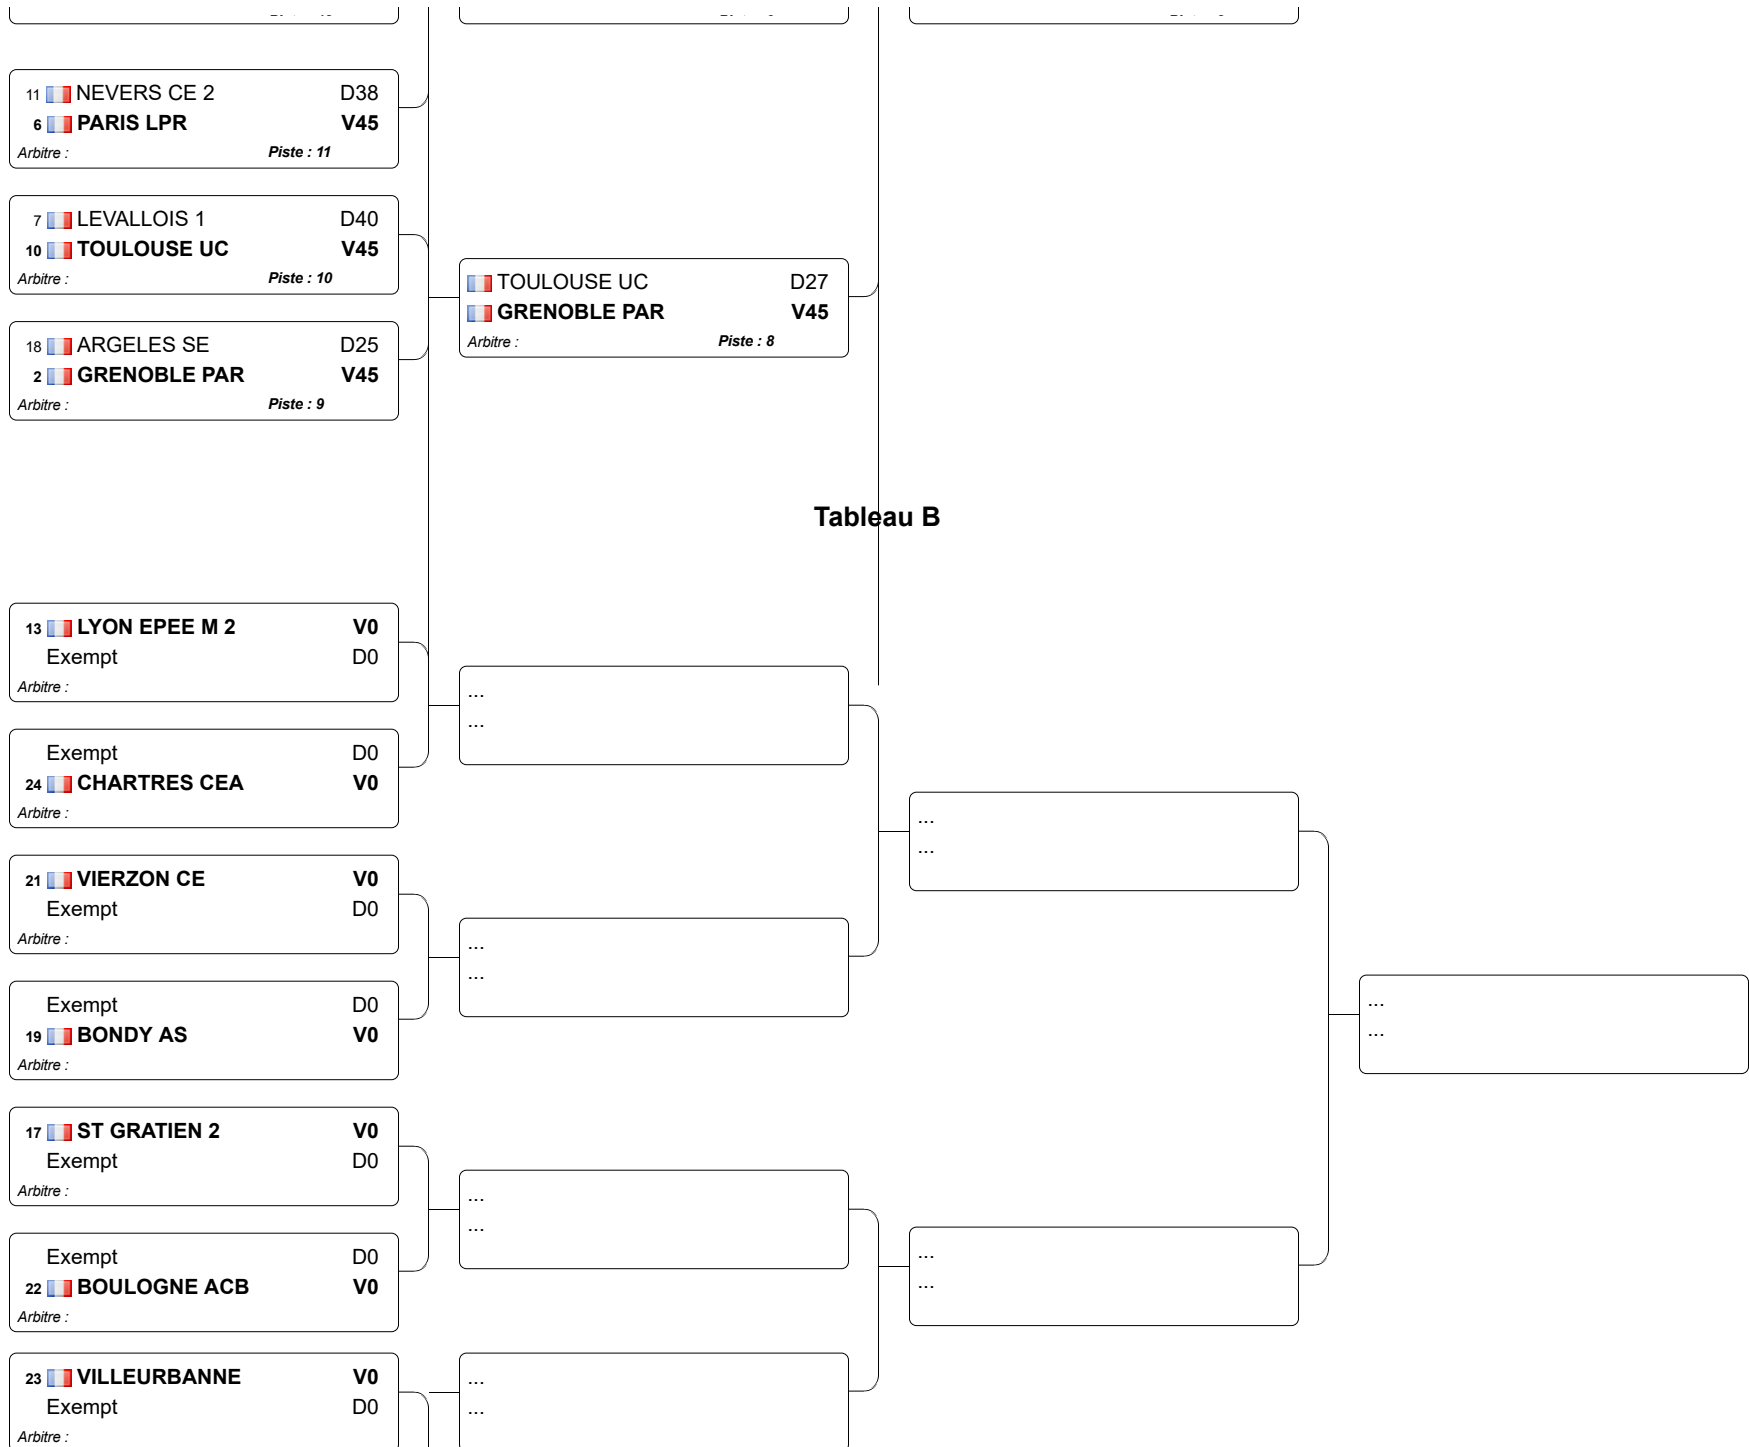 11 NEVERS CE 2 D38
6 PARIS LPR V45
Arbitre : Piste : 11
7 LEVALLOIS 1 D40
10 TOULOUSE UC V45
Arbitre : Piste : 10
18 ARGELES SE D25
2 GRENOBLE PAR V45
Arbitre : Piste : 9
TOULOUSE UC D27
GRENOBLE PAR V45
Arbitre : Piste : 8
Tableau B
13 LYON EPEE M 2 V0
Exempt D0
Arbitre :
Exempt D0
24 CHARTRES CEA V0
Arbitre :
21 VIERZON CE V0
Exempt D0
Arbitre :
Exempt D0
19 BONDY AS V0
Arbitre :
17 ST GRATIEN 2 V0
Exempt D0
Arbitre :
Exempt D0
22 BOULOGNE ACB V0
Arbitre :
23 VILLEURBANNE V0
Exempt D0
Arbitre :
...
...
...
...
...
...
...
...
...
...
...
...
...
...